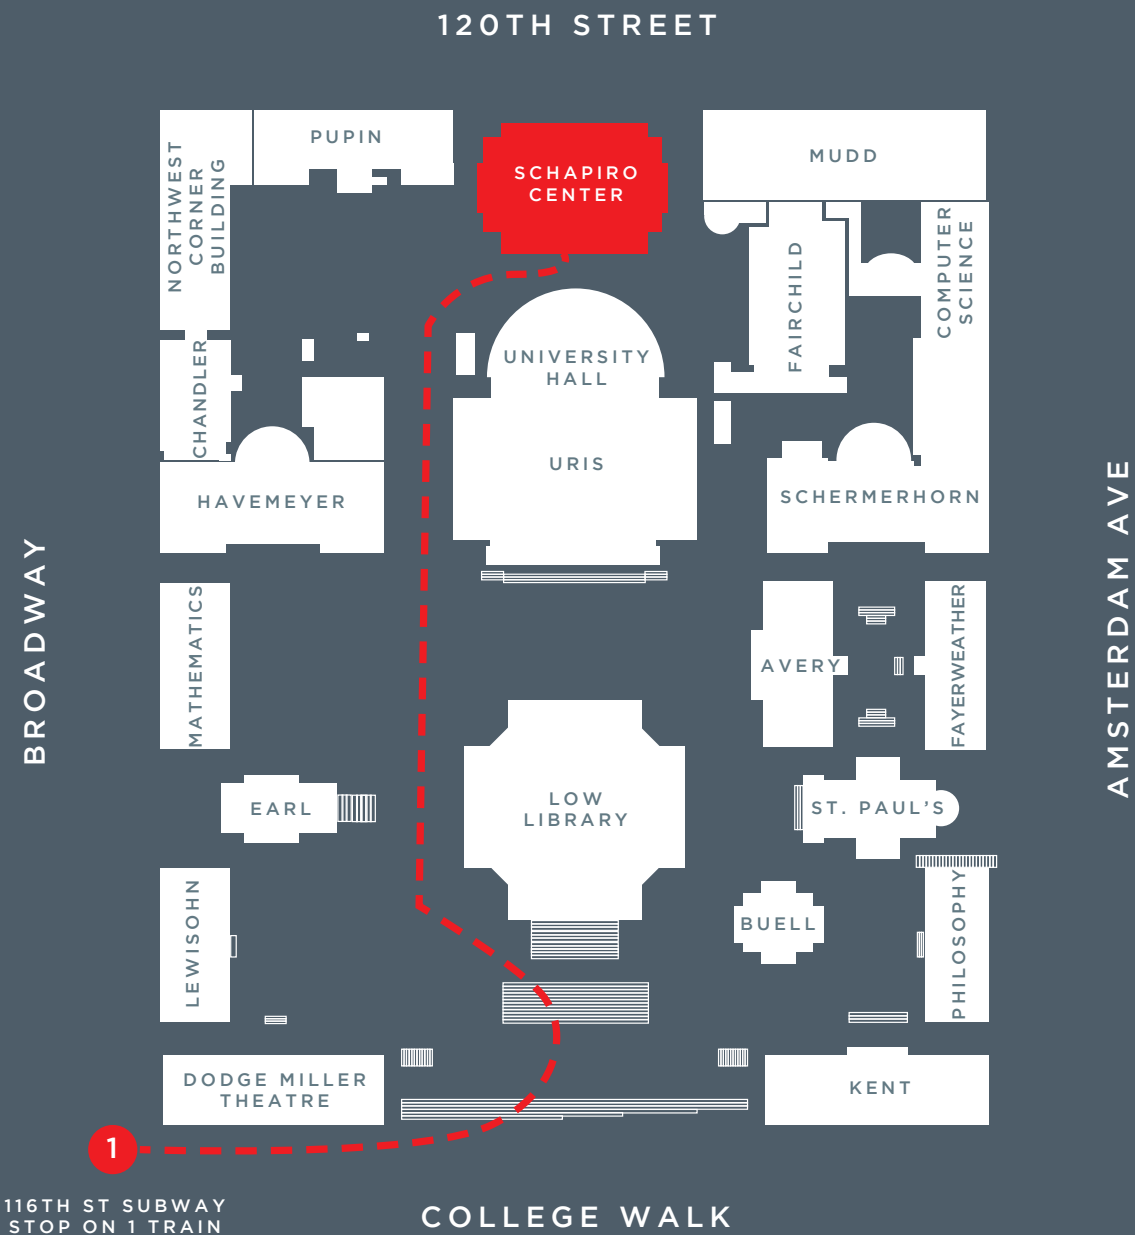 120TH STREET
PUPIN
MUDD
SCHAPIRO
CENTER
NORTHWEST
CORNER
BUILDING
COMPUTER
SCIENCE
FAIRCHILD
UNIVERSITY
HALL
CHANDLER
URIS
HAVEMEYER
SCHERMERHORN
BROADWAY
AMSTERDAM AVE
MATHEMATICS
AVERY
FAYERWEATHER
EARL
LOW
LIBRARY
ST. PAUL'S
LEWISOHN
BUELL
PHILOSOPHY
DODGE MILLER
THEATRE
KENT
1
116TH ST SUBWAY
STOP ON 1 TRAIN
COLLEGE WALK